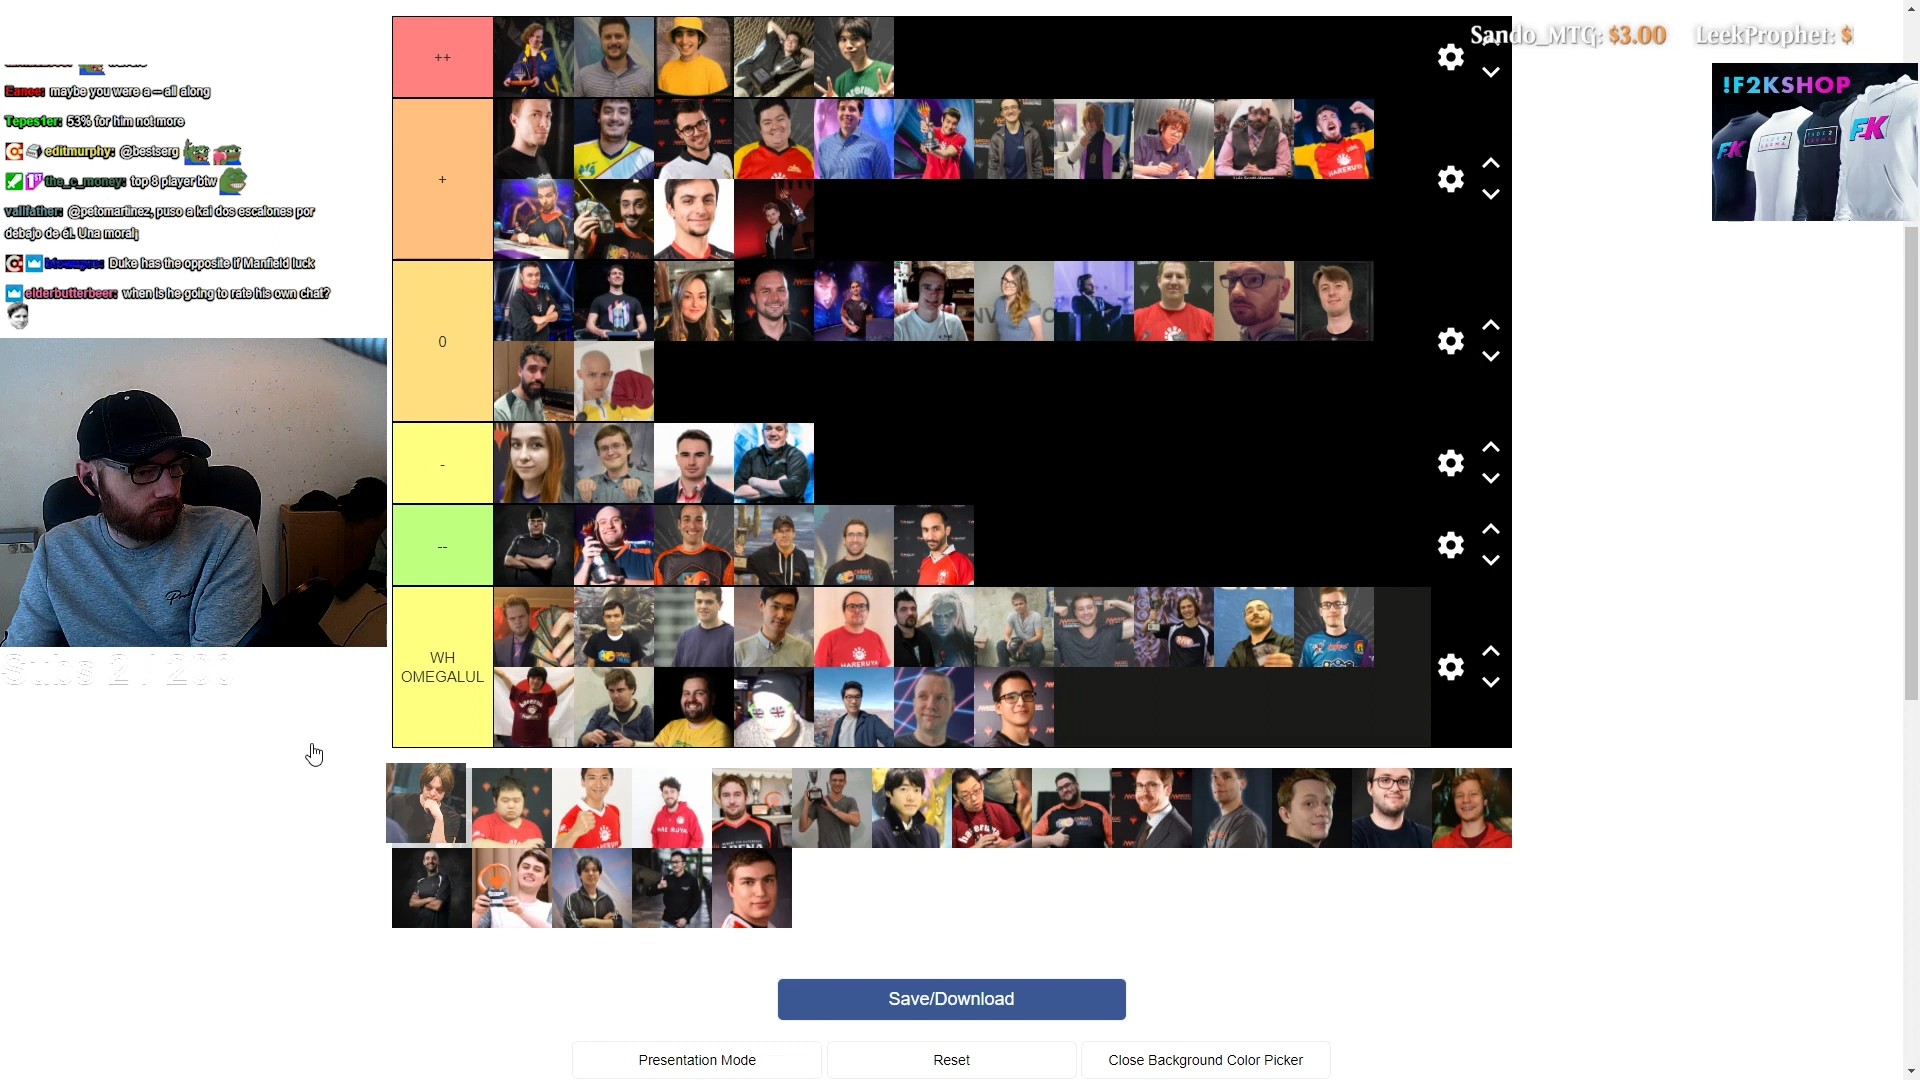 Sando_MTG: $3.00 LeekProphet: $
!F2KSHOP
FK
FK
maybe you were a -- all along
Tepes1er: 53% for him not more
editmurphy: @bestserg
the_c_money: top 8 player btw
vallfather: @petomartinez, puso a kai dos escalones por
debajo de él. Una moral¡
Duke has the opposite if Manfield luck
elderbutterbeer: when is he going to rate his own chat?
++
+
0
-
--
WH
OMEGALUL
Save/Download
Presentation Mode
Reset
Close Background Color Picker